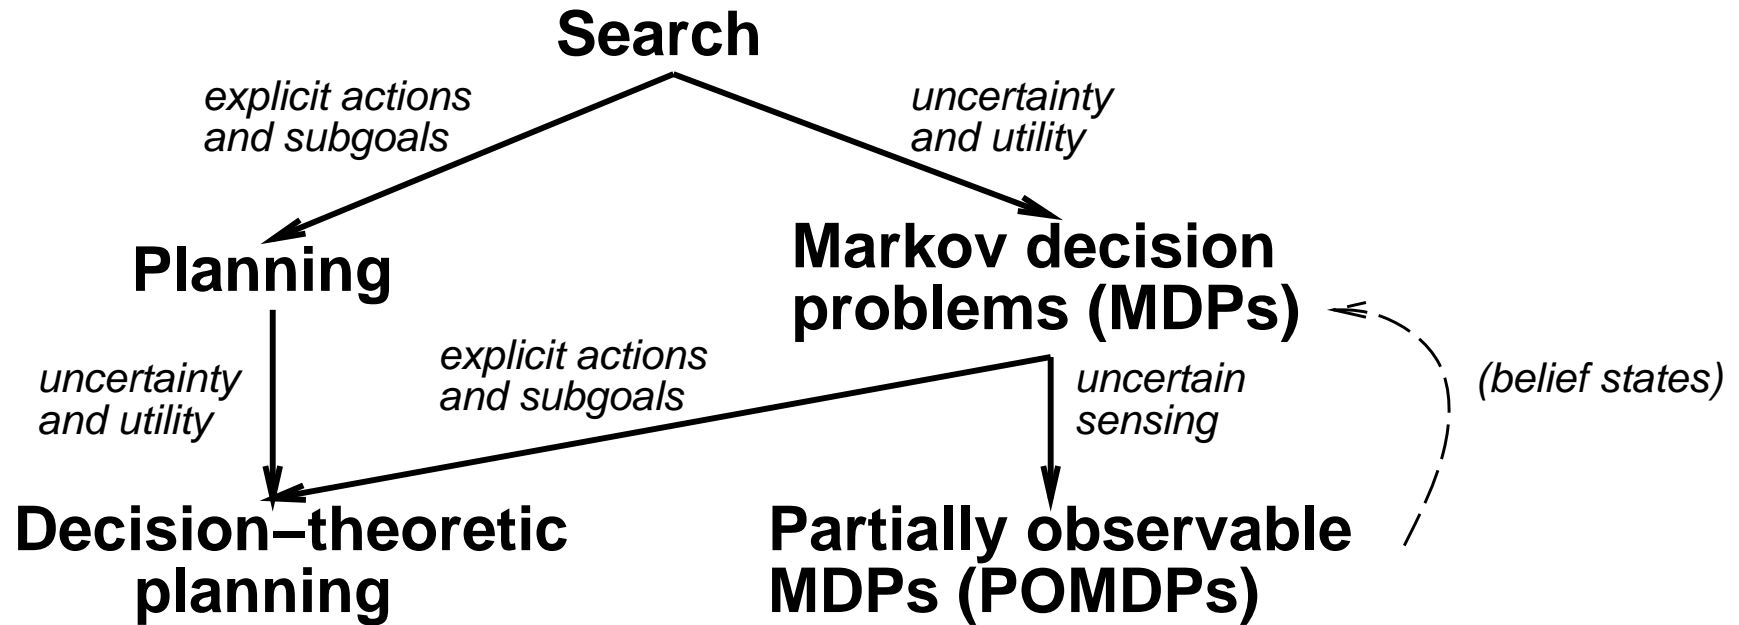 Search
explicit actions
and subgoals
uncertainty
and utility
Planning
Markov decision
problems (MDPs)
uncertainty
and utility
explicit actions
and subgoals
uncertain
sensing
(belief states)
Decision–theoretic
planning
Partially observable
MDPs (POMDPs)